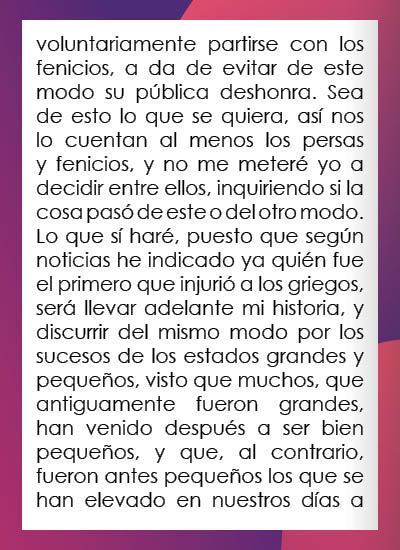 voluntariamente partirse con los
fenicios, a da de evitar de este
modo su pública deshonra. Sea
de esto lo que se quiera, así nos
lo cuentan al menos los persas
y fenicios, y no me meteré yo a
decidir entre ellos, inquiriendo si la
cosa pasó de este o del otro modo.
Lo que sí haré, puesto que según
noticias he indicado ya quién fue
el primero que injurió a los griegos,
será llevar adelante mi historia, y
discurrir del mismo modo por los
sucesos de los estados grandes y
pequeños, visto que muchos, que
antiguamente fueron grandes,
han venido después a ser bien
pequeños, y que, al contrario,
fueron antes pequeños los que se
han elevado en nuestros días a